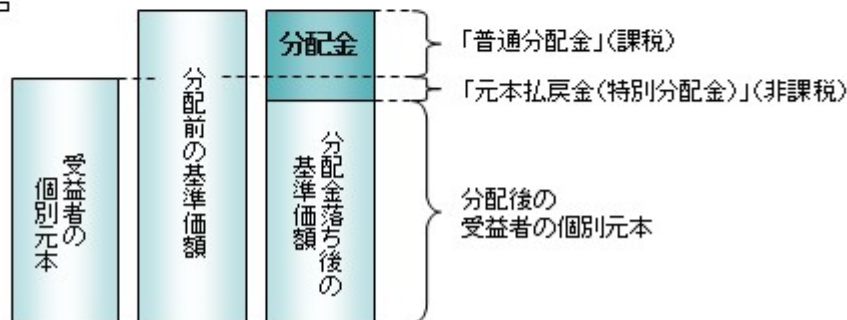 受益者の
個別元本
分配前の基準価額
分配金
分配金落ち後の
基準価額
「普通分配金」(課税)
「元本払戻金(特別分配金)」(非課税)
分配後の
受益者の個別元本